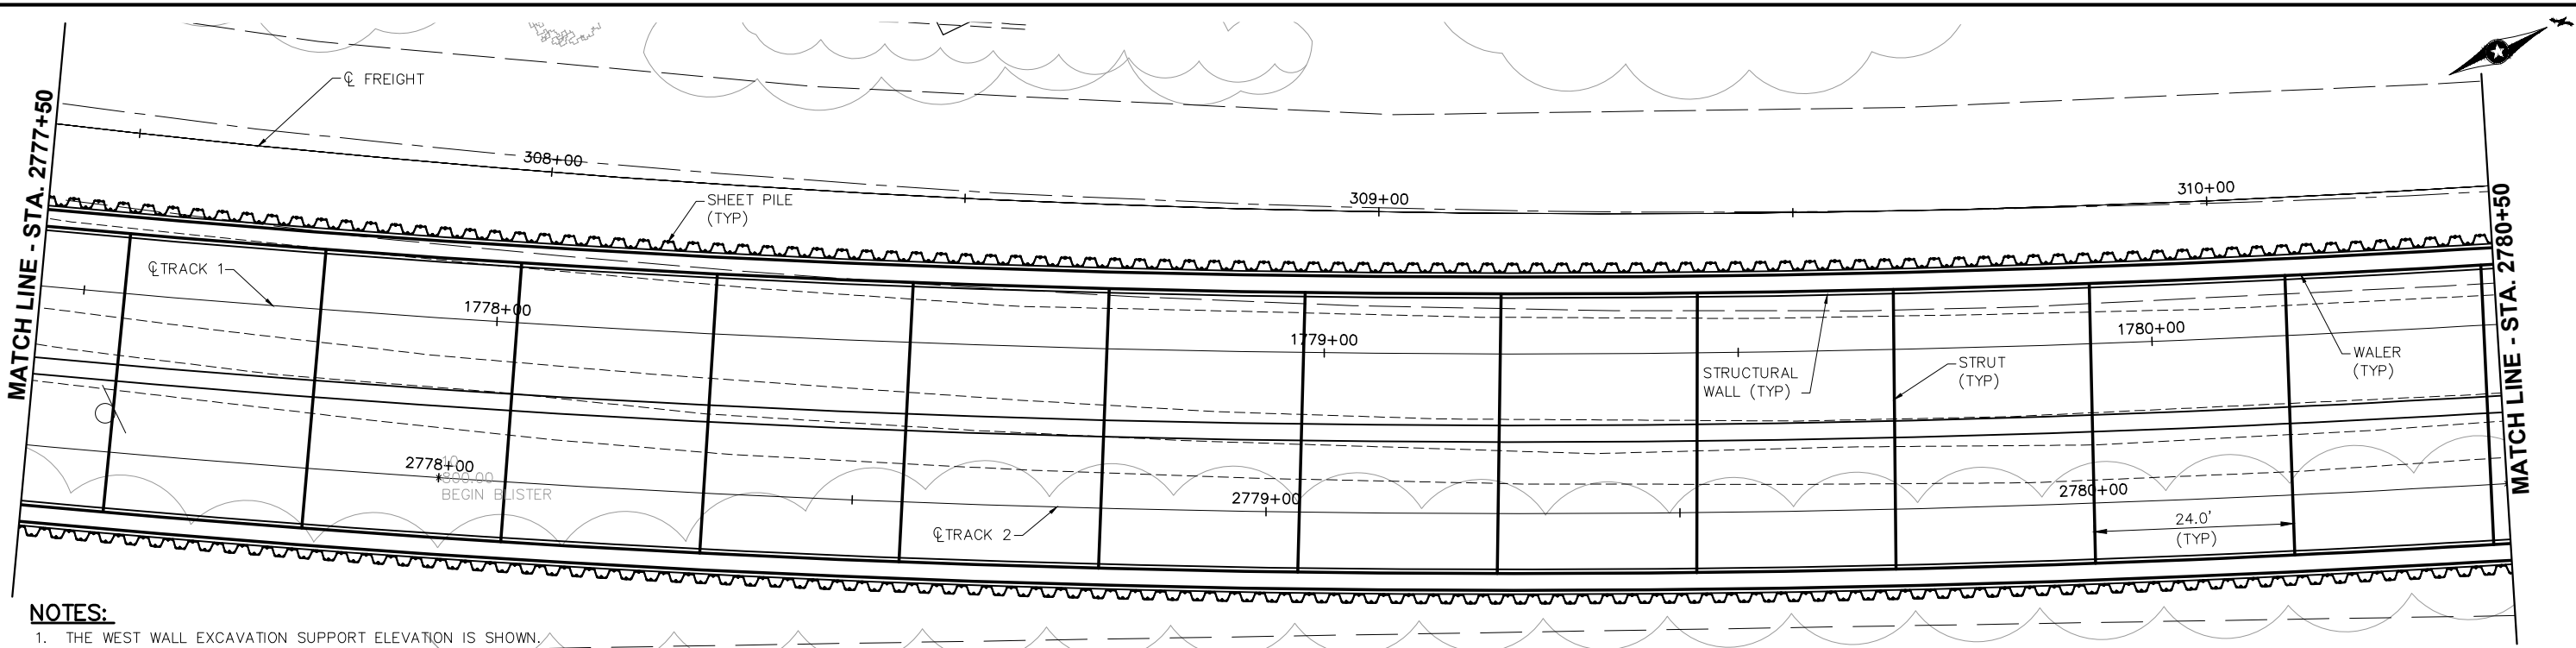 MATCH LINE - STA. 2777+50
℄ FREIGHT
308+00
309+00
310+00
SHEET PILE
(TYP)
℄ TRACK 1
1778+00
1779+00
1780+00
STRUCTURAL
WALL (TYP)
STRUT
(TYP)
WALER
(TYP)
2778+00
10
800.00
BEGIN BLISTER
2779+00
2780+00
℄ TRACK 2
24.0'
(TYP)
MATCH LINE - STA. 2780+50
NOTES:
1. THE WEST WALL EXCAVATION SUPPORT ELEVATION IS SHOWN.